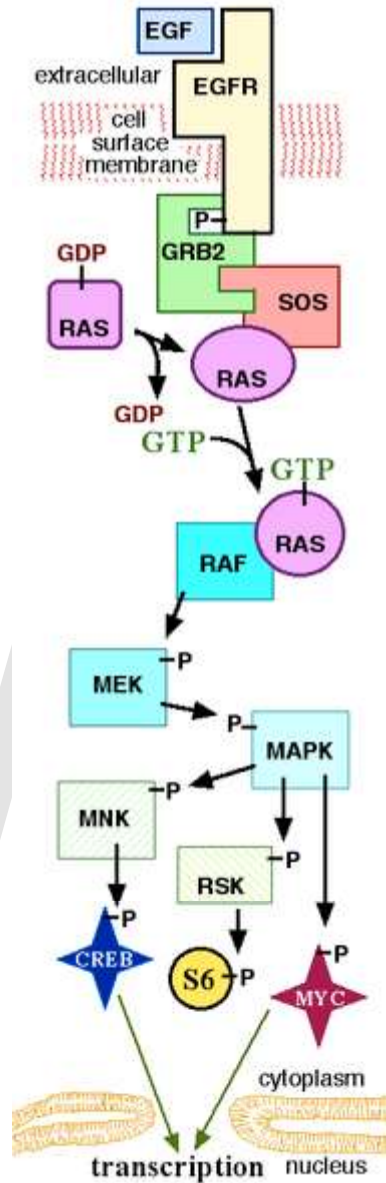 EGF
EGFR
extracellular
cell
surface
membrane
P
GRB2
GDP
SOS
RAS
RAS
GDP
GTP
GTP
RAS
RAF
P
MEK
P
MAPK
P
MNK
P
RSK
P
CREB
S6
P
P
MYC
cytoplasm
transcription
nucleus